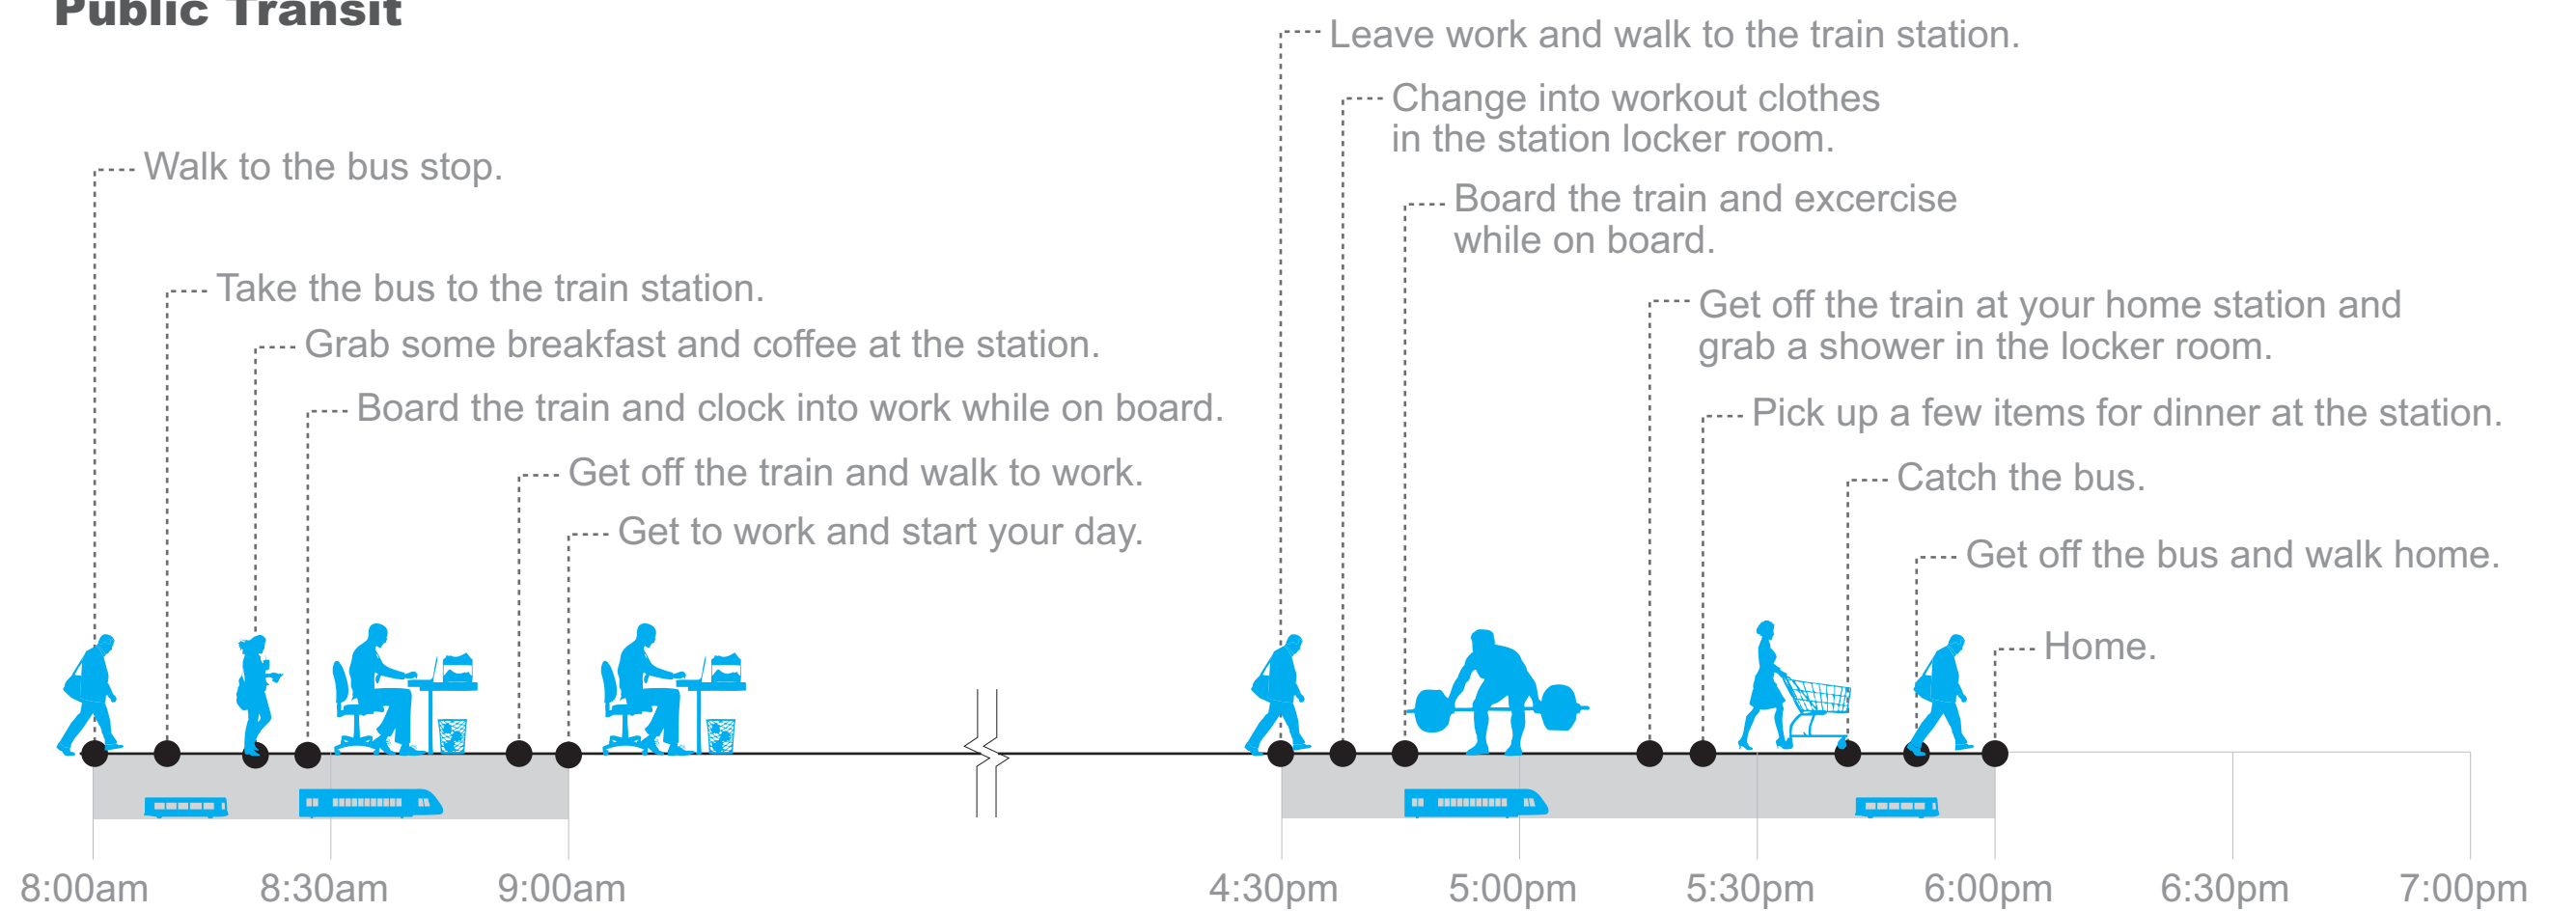 Public Transit
Walk to the bus stop.
Take the bus to the train station.
Grab some breakfast and coffee at the station.
Board the train and clock into work while on board.
Get off the train and walk to work.
Get to work and start your day.
Leave work and walk to the train station.
Change into workout clothes
in the station locker room.
Board the train and excercise
while on board.
Get off the train at your home station and
grab a shower in the locker room.
Pick up a few items for dinner at the station.
Catch the bus.
Get off the bus and walk home.
Home.
8:00am
8:30am
9:00am
4:30pm
5:00pm
5:30pm
6:00pm
6:30pm
7:00pm